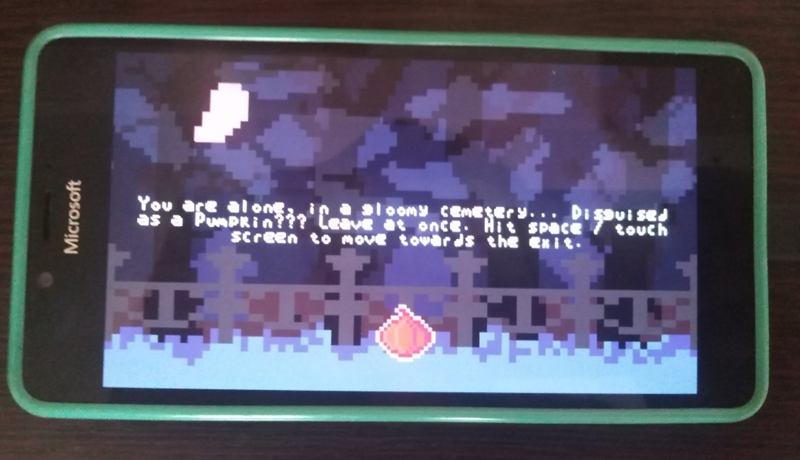 Microsoft
You are alone, in a gloomy cemetery... Disguised
as a Pumpkin??? Leave at once. Hit space / touch
screen to move towards the exit.